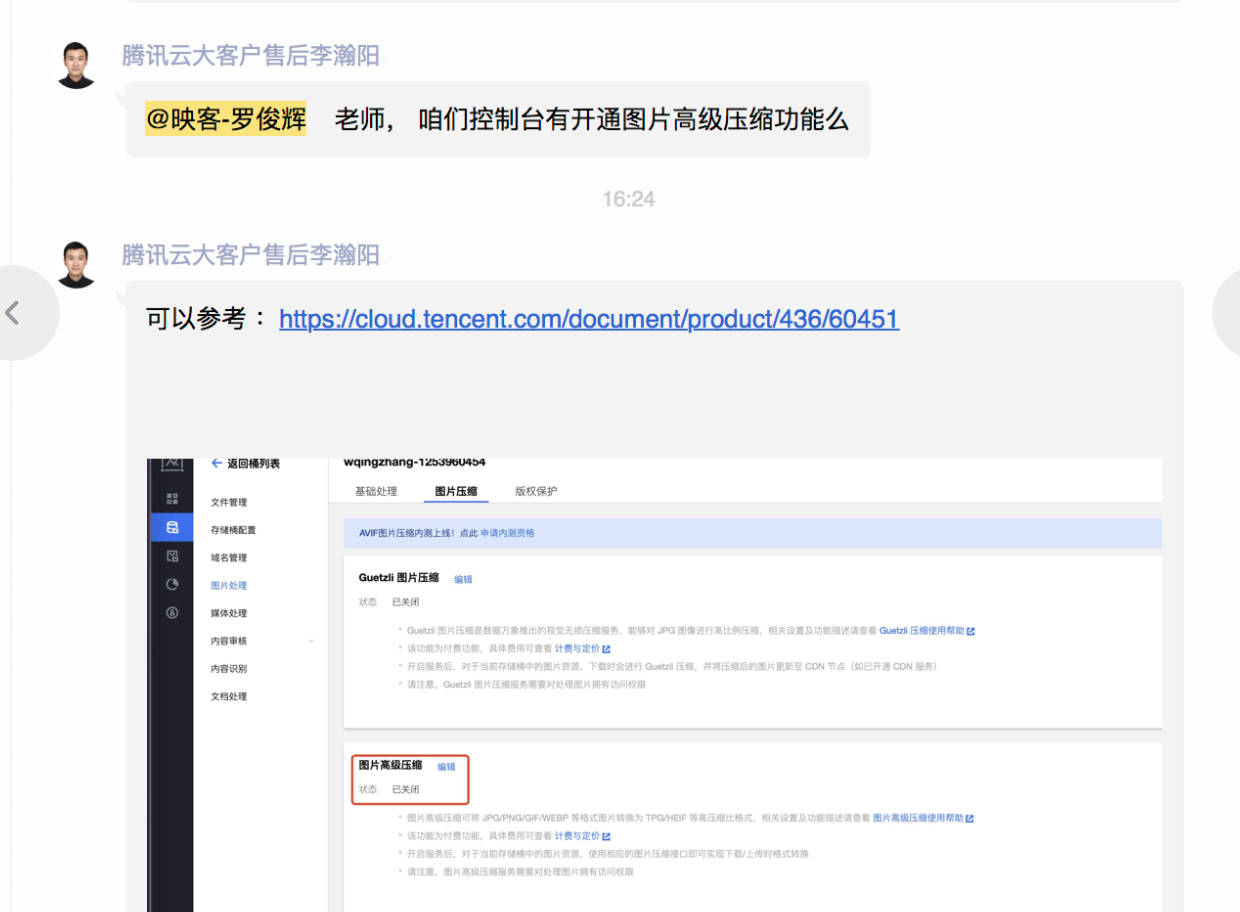 腾讯云大客户售后李瀚阳
@映客-罗俊辉 老师， 咱们控制台有开通图片高级压缩功能么
16:24
腾讯云大客户售后李瀚阳
可以参考： https://cloud.tencent.com/document/product/436/60451
返回桶列表
wqingzhang-1253960454
基础处理 图片压缩 版权保护
文件管理
存储桶配置
域名管理
图片处理
媒体处理
内容审核
内容识别
文档处理
AVIF图片压缩内测上线！点此 申请内测资格
Guetzli 图片压缩 编辑
状态 已关闭
Guetzli 图片压缩是数据万象推出的视觉无损压缩服务，能够对 JPG 图像进行高比例压缩，相关设置及功能描述请查看 Guetzli 压缩使用帮助
该功能为付费功能，具体费用可查看 计费与定价
开启服务后，对于当前存储桶中的图片资源，下载时会进行 Guetzli 压缩，并将压缩后的图片更新至 CDN 节点（如已开通 CDN 服务）
请注意，Guetzli 图片压缩服务需要对处理图片拥有访问权限
图片高级压缩 编辑
状态 已关闭
图片高级压缩可将 JPG/PNG/GIF/WEBP 等格式图片转换为 TPG/HEIF 等高压缩比格式，相关设置及功能描述请查看 图片高级压缩使用帮助
该功能为付费功能，具体费用可查看 计费与定价
开启服务后，对于当前存储桶中的图片资源，使用相应的图片压缩接口即可实现下载/上传时格式转换
请注意，图片高级压缩服务需要对处理图片拥有访问权限